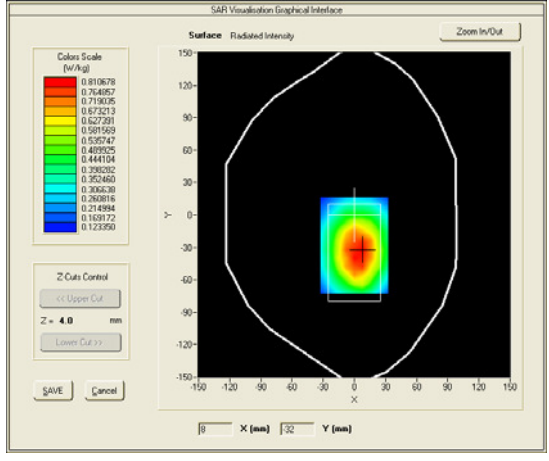 SAR Visualisation Graphical Interface
Surface Radiated Intensity
Zoom In/Out
Colors Scale
(W/kg)
0.810678
0.764857
0.719035
0.673213
0.627391
0.581569
0.535747
0.489925
0.444104
0.398282
0.352460
0.306638
0.260816
0.214994
0.169172
0.123350
150
120
90
60
30
0
-30
-60
-90
-120
-150
Y
-150 -120 -90 -60 -30 0 30 60 90 120 150
X
Z Cuts Control
<< Upper Cut
Z = 4.0 mm
Lower Cut >>
SAVE Cancel
8 X (mm) -32 Y (mm)